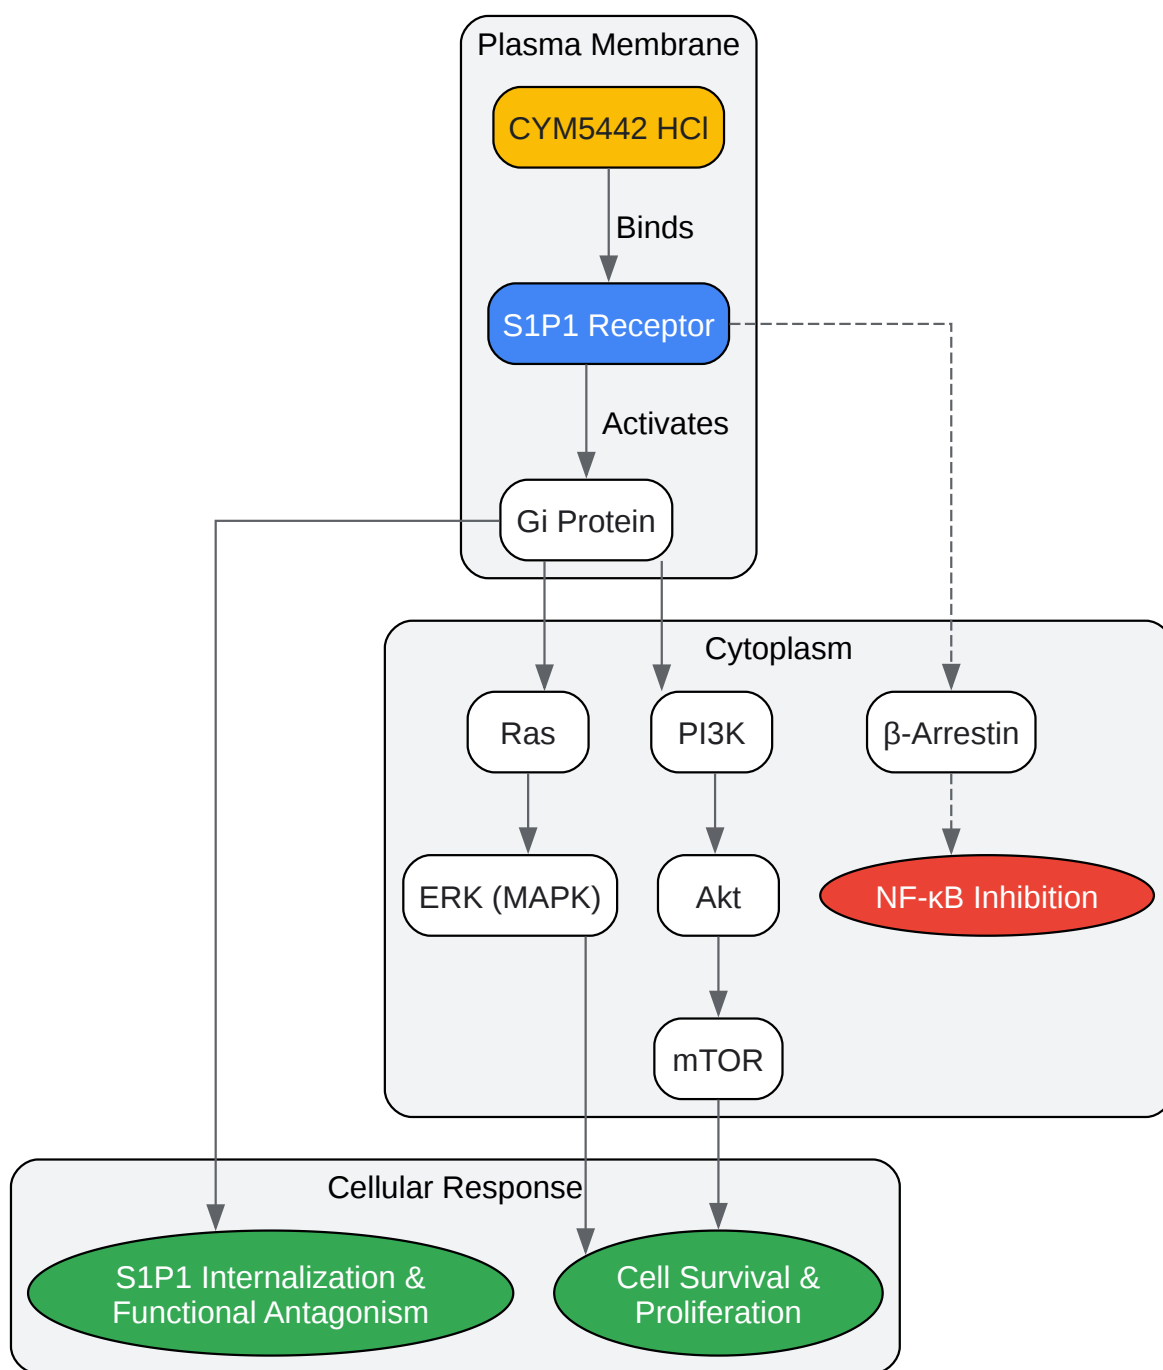 Plasma Membrane
CYM5442 HCl
Binds
S1P1 Receptor
Activates
Gi Protein
Cytoplasm
Ras
PI3K
β-Arrestin
ERK (MAPK)
Akt
NF-κB Inhibition
mTOR
Cellular Response
S1P1 Internalization &
Functional Antagonism
Cell Survival &
Proliferation